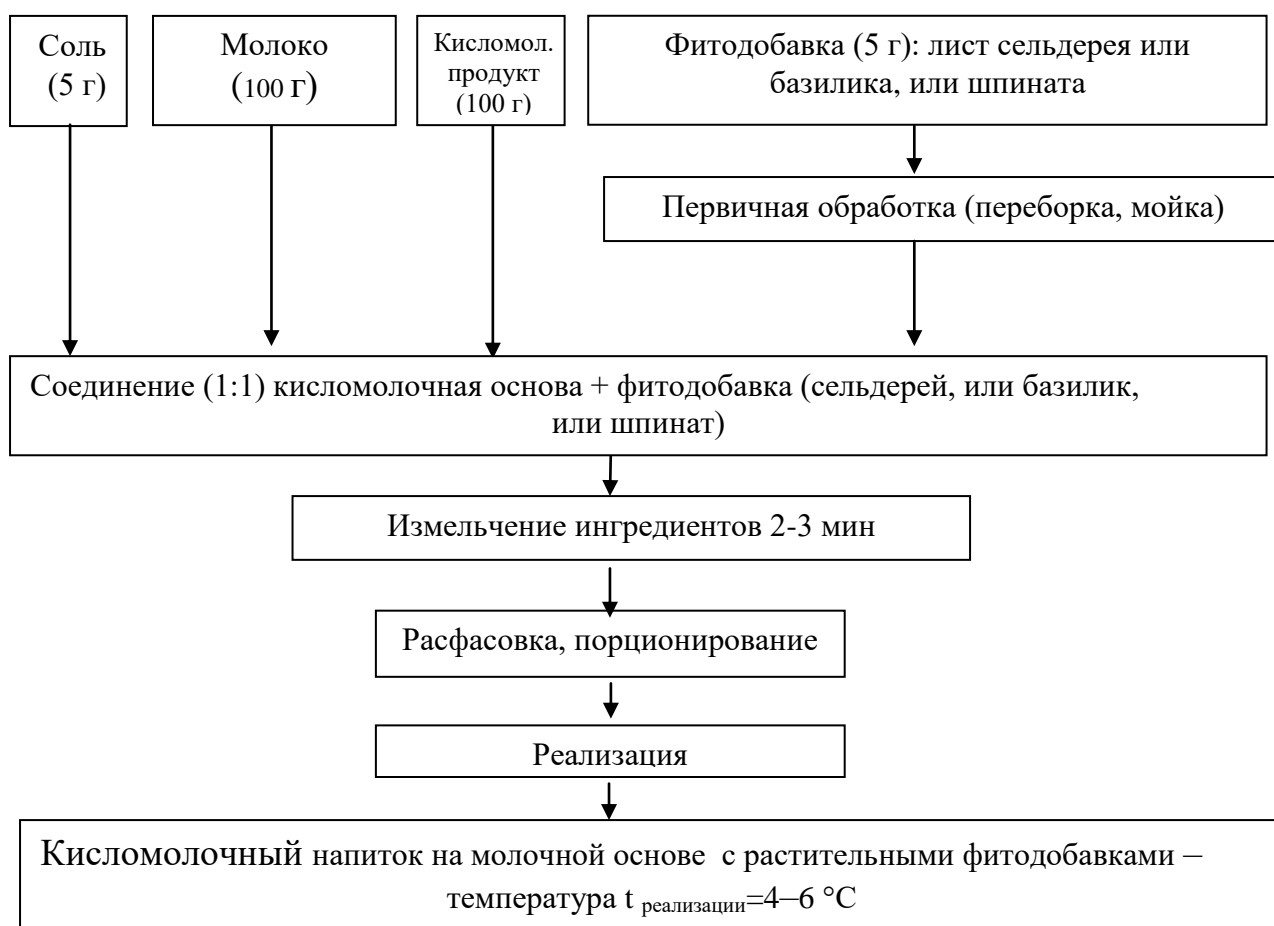 Соль
(5 г)
Молоко
(100 г)
Кисломол.
продукт
(100 г)
Фитодобавка (5 г): лист сельдерея или
базилика, или шпината
Первичная обработка (переборка, мойка)
Соединение (1:1) кисломолочная основа + фитодобавка (сельдерей, или базилик,
или шпинат)
Измельчение ингредиентов 2-3 мин
Расфасовка, порционирование
Реализация
Кисломолочный напиток на молочной основе с растительными фитодобавками –
температура t реализации=4–6 °С